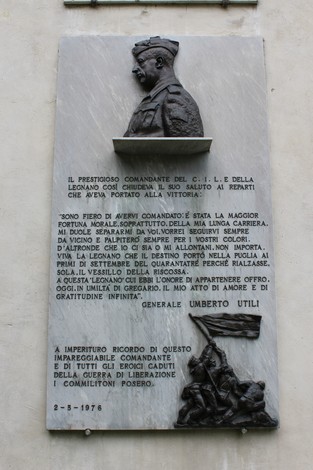 IL PRESTIGIOSO COMANDANTE DEL C.I.L. E DELLA
LEGNANO COSÌ CHIUDEVA IL SUO SALUTO AI REPARTI
CHE AVEVA PORTATO ALLA VITTORIA:
"SONO FIERO DI AVERVI COMANDATO; È STATA LA MAGGIOR
FORTUNA MORALE, SOPRATTUTTO, DELLA MIA LUNGA CARRIERA.
MI DUOLE SEPARARMI DA VOI. VORREI SEGUIRVI SEMPRE
DA VICINO E PALPITERÒ SEMPRE PER I VOSTRI COLORI.
D'ALTRONDE CHE IO CI SIA O MI ALLONTANI, NON IMPORTA.
VIVA LA LEGNANO CHE IL DESTINO PORTÒ NELLA PUGLIA AI
PRIMI DI SETTEMBRE DEL QUARANTATRÈ PERCHÈ RIALZASSE,
SOLA, IL VESSILLO DELLA RISCOSSA.
A QUESTA 'LEGNANO' CUI EBBI L'ONORE DI APPARTENERE OFFRO,
OGGI, IN UMILTÀ DI GREGARIO, IL MIO ATTO DI AMORE E DI
GRATITUDINE INFINITA".
GENERALE UMBERTO UTILI
A IMPERITURO RICORDO DI QUESTO
IMPAREGGIABILE COMANDANTE
E DI TUTTI GLI EROICI CADUTI
DELLA GUERRA DI LIBERAZIONE
I COMMILITONI POSERO.
2-5-1976